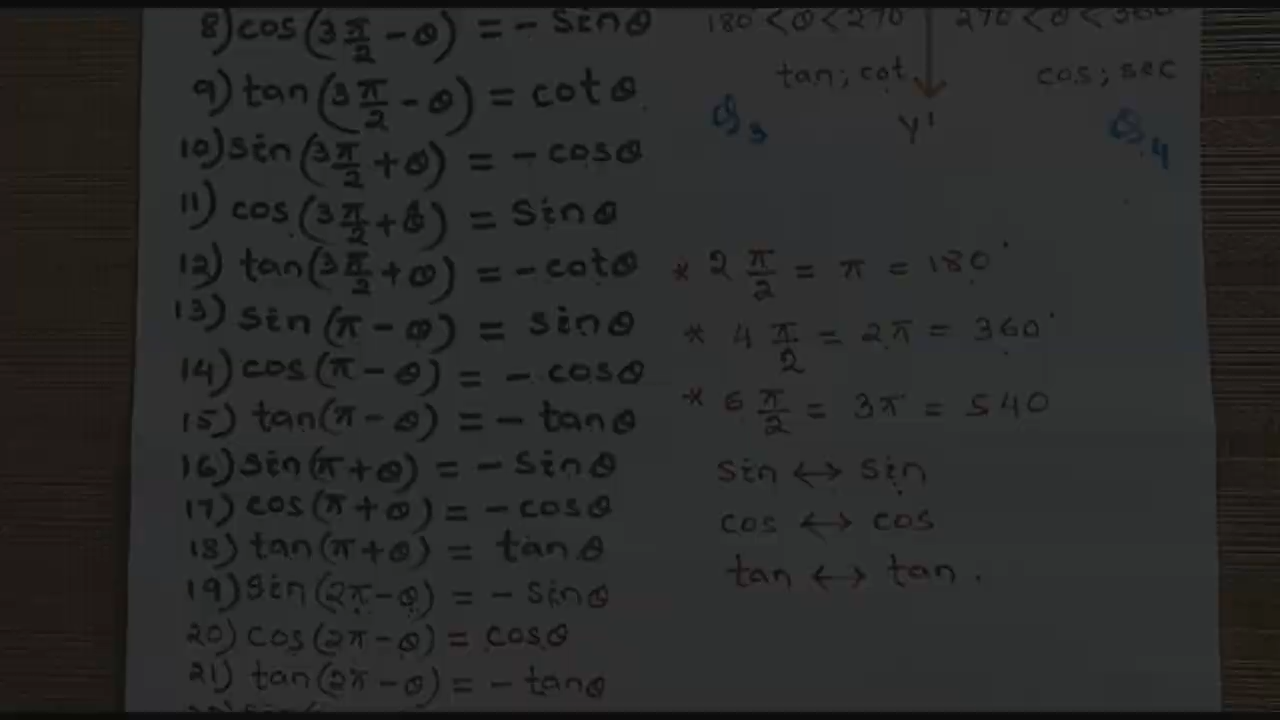 8) cos(3π/2 - θ) = - sinθ
9) tan(3π/2 - θ) = cotθ
10) sin(3π/2 + θ) = - cosθ
11) cos(3π/2 + θ) = Sinθ
12) tan(3π/2 + θ) = - cotθ
13) sin(π - θ) = sinθ
14) cos(π - θ) = - cosθ
15) tan(π - θ) = - tanθ
16) sin(π + θ) = - Sinθ
17) cos(π + θ) = - cosθ
18) tan(π + θ) = tanθ
19) sin(2π - θ) = - sinθ
20) cos(2π - θ) = cosθ
21) tan(2π - θ) = - tanθ
180 < θ < 270 270 < θ < 360
tan; cot cos; sec
Q3 Y' Q4
* 2 π/2 = π = 180°
* 4 π/2 = 2π = 360°
* 6 π/2 = 3π = 540
sin ↔ sin
cos ↔ cos
tan ↔ tan.